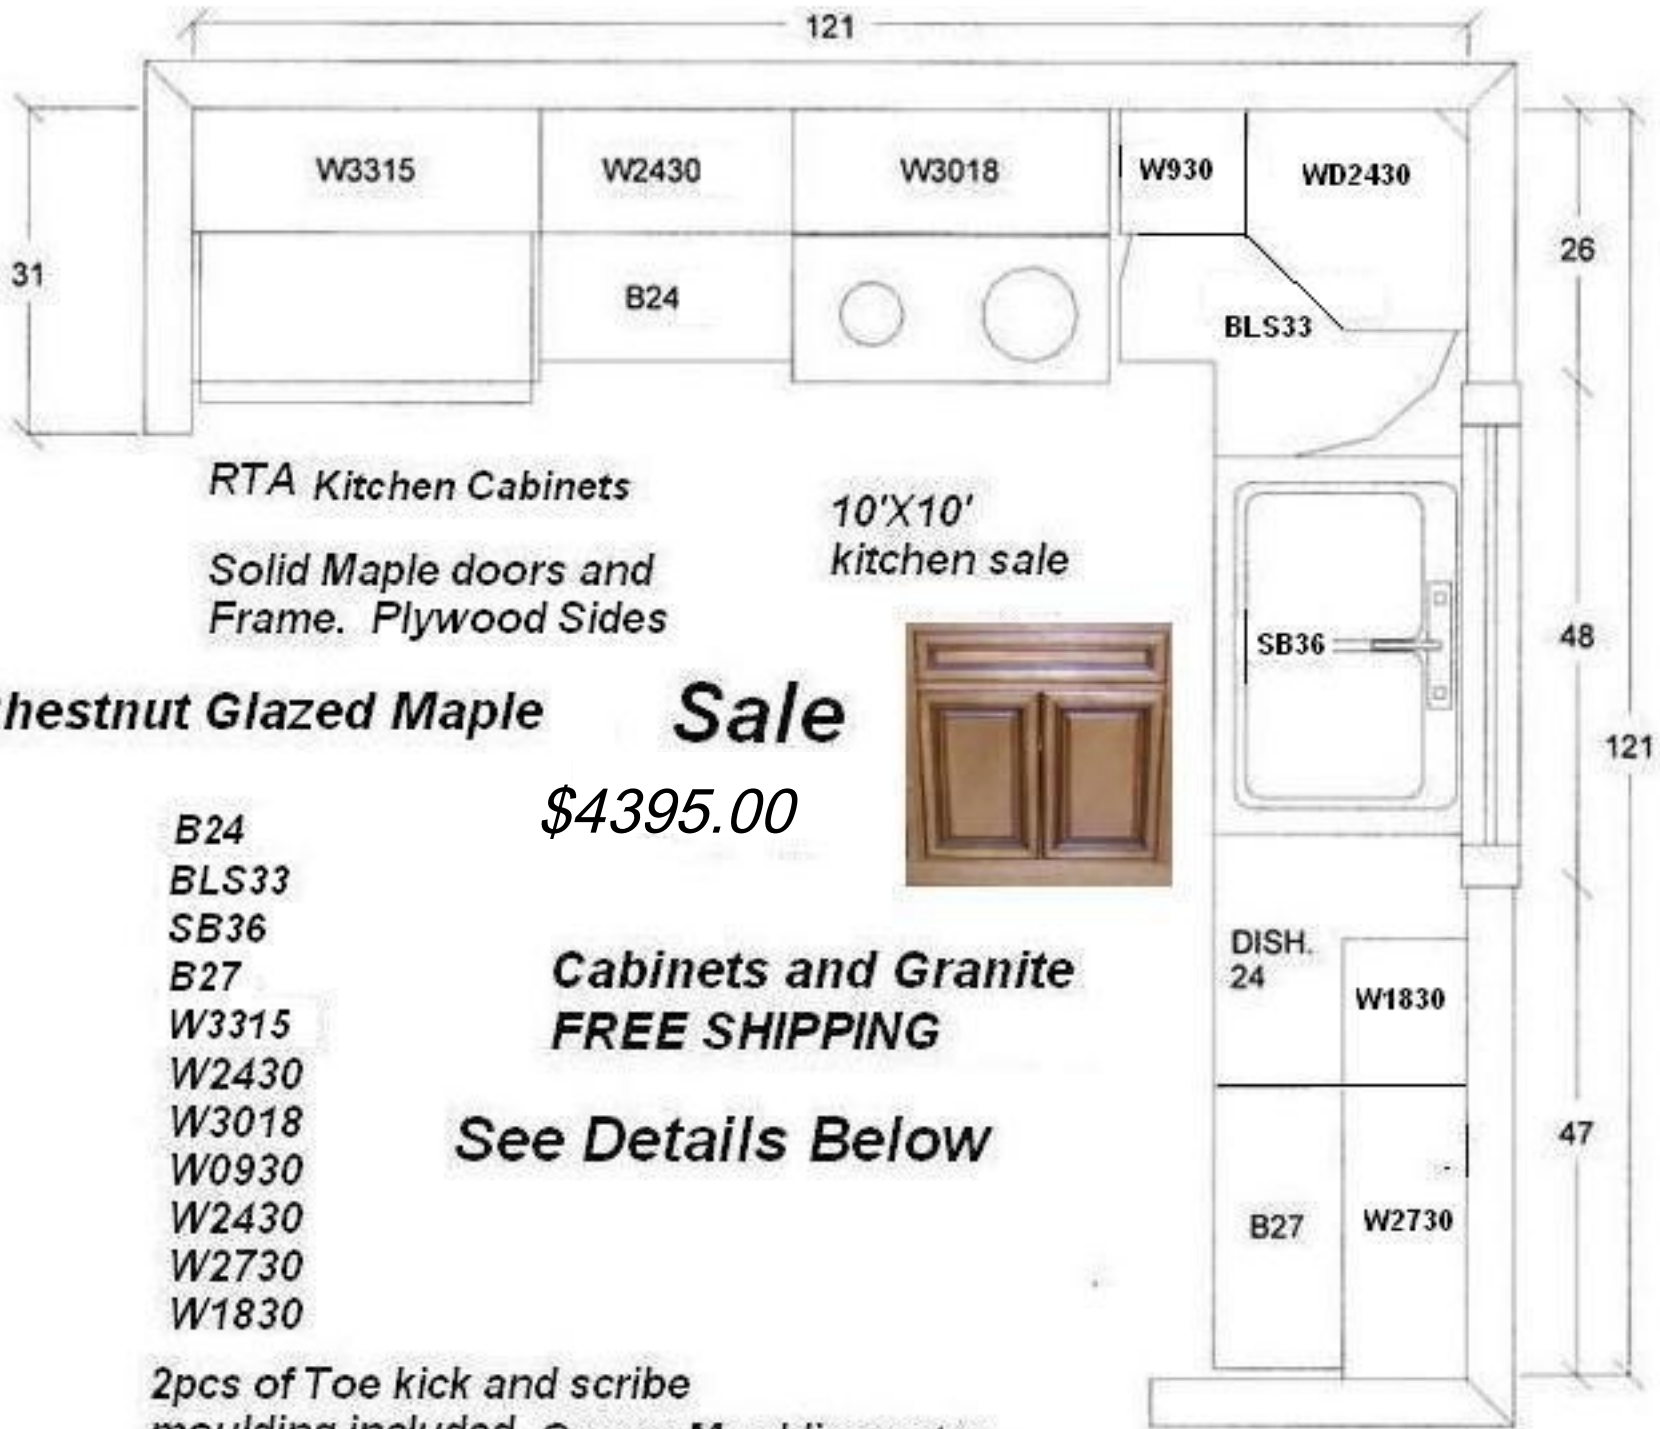 121
W3315
W2430
W3018
W930
WD2430
31
26
B24
BLS33
RTA Kitchen Cabinets
10'X10'
kitchen sale
Solid Maple doors and
Frame. Plywood Sides
SB36
48
hestnut Glazed Maple
Sale
121
$4395.00
B24
BLS33
SB36
B27
W3315
W2430
W3018
W0930
W2430
W2730
W1830
Cabinets and Granite
FREE SHIPPING
See Details Below
DISH.
24
W1830
47
B27
W2730
2pcs of Toe kick and scribe
moulding included